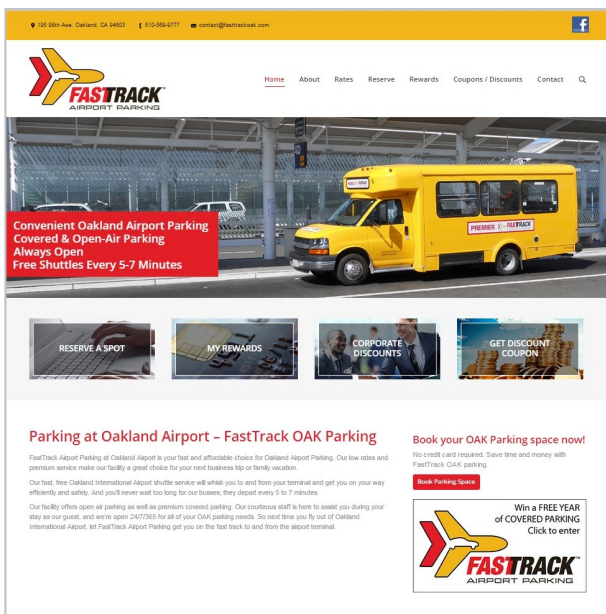 195 98th Ave. Oakland, CA 94603 510-569-9777 contact@fasttrackoak.com
FASTRACK™
AIRPORT PARKING
Home About Rates Reserve Rewards Coupons / Discounts Contact
PREMIER FASTRACK
Convenient Oakland Airport Parking
Covered & Open-Air Parking
Always Open
Free Shuttles Every 5-7 Minutes
RESERVE A SPOT
MY REWARDS
CORPORATE
DISCOUNTS
GET DISCOUNT
COUPON
Parking at Oakland Airport – FastTrack OAK Parking
FastTrack Airport Parking at Oakland Airport is your fast and affordable choice for Oakland Airport Parking. Our low rates and
premium service make our facility a great choice for your next business trip or family vacation.
Our fast, free Oakland International Airport shuttle service will whisk you to and from your terminal and get you on your way
efficiently and safely. And you'll never wait too long for our busses; they depart every 5 to 7 minutes.
Our facility offers open air parking as well as premium covered parking. Our courteous staff is here to assist you during your
stay as our guest, and we're open 24/7/365 for all of your OAK parking needs. So next time you fly out of Oakland
International Airport, let FastTrack Airport Parking get you on the fast track to and from the airport terminal.
Book your OAK Parking space now!
No credit card required. Save time and money with
FastTrack OAK parking.
Book Parking Space
Win a FREE YEAR
of COVERED PARKING
Click to enter
FASTRACK™
AIRPORT PARKING